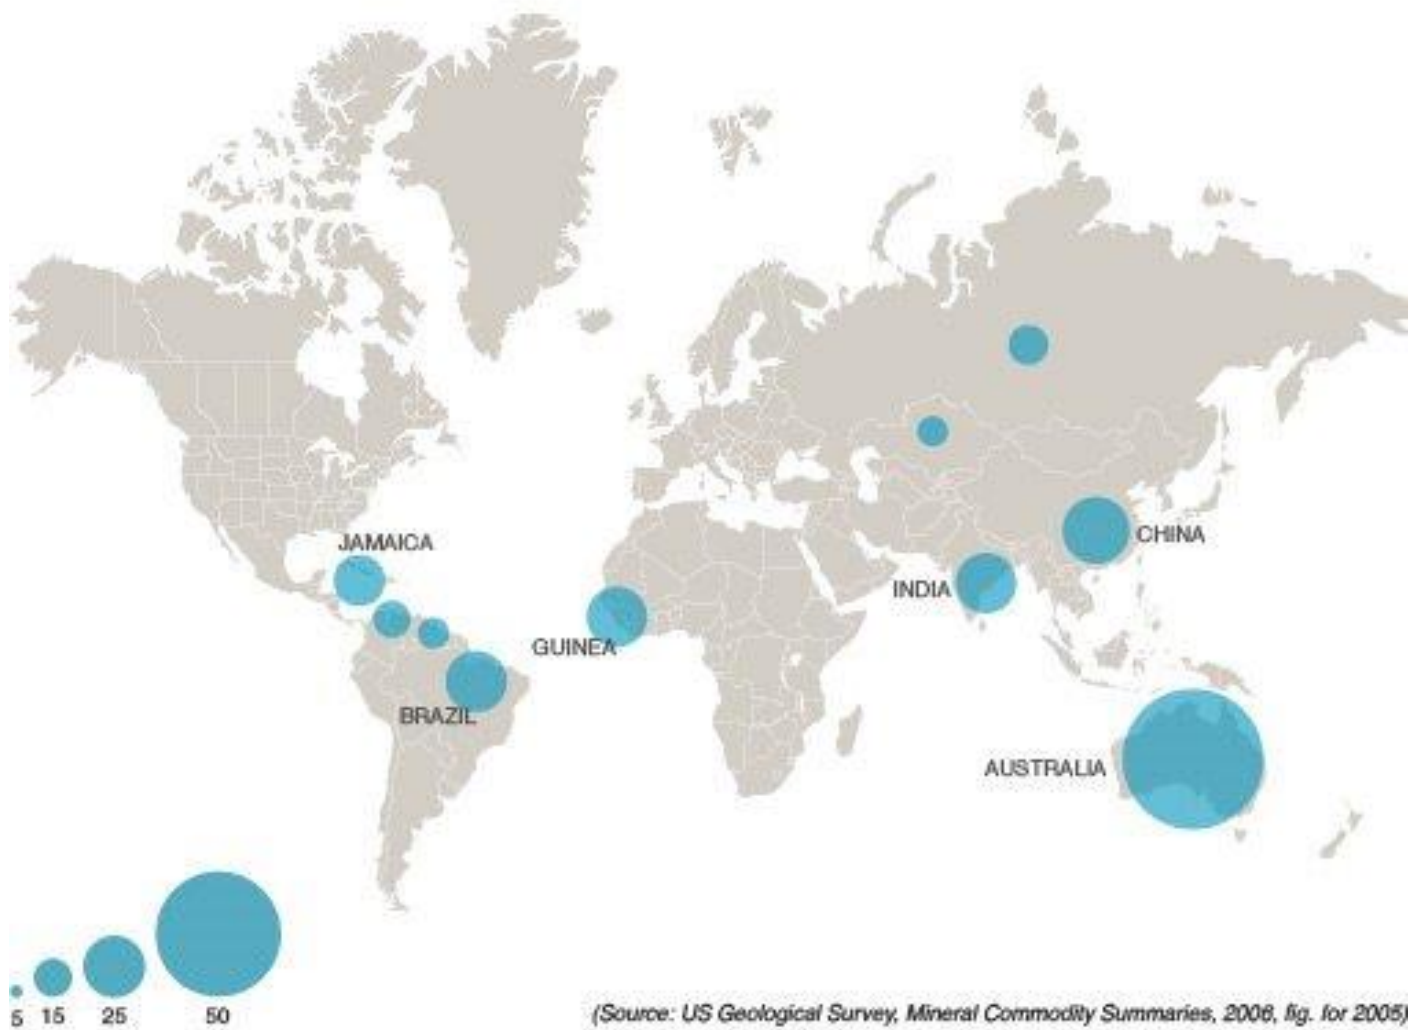 JAMAICA
CHINA
INDIA
GUINEA
BRAZIL
AUSTRALIA
5 15 25 50
(Source: US Geological Survey, Mineral Commodity Summaries, 2006, fig. for 2005)